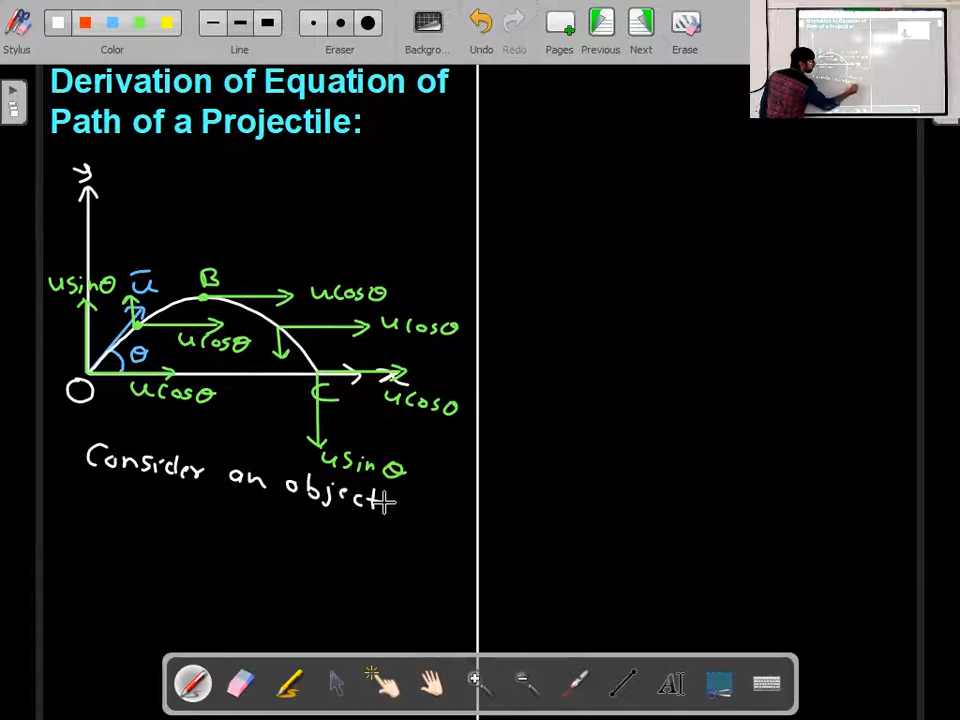 Stylus
Color
Line
Eraser
Backgro...
Undo
Redo
Pages
Previous
Next
Erase
Derivation of Equation of
Path of a Projectile:
y
usinθ
u
B
ucosθ
ucosθ
ucosθ
θ
O
ucosθ
C
x
ucosθ
usinθ
Consider an object